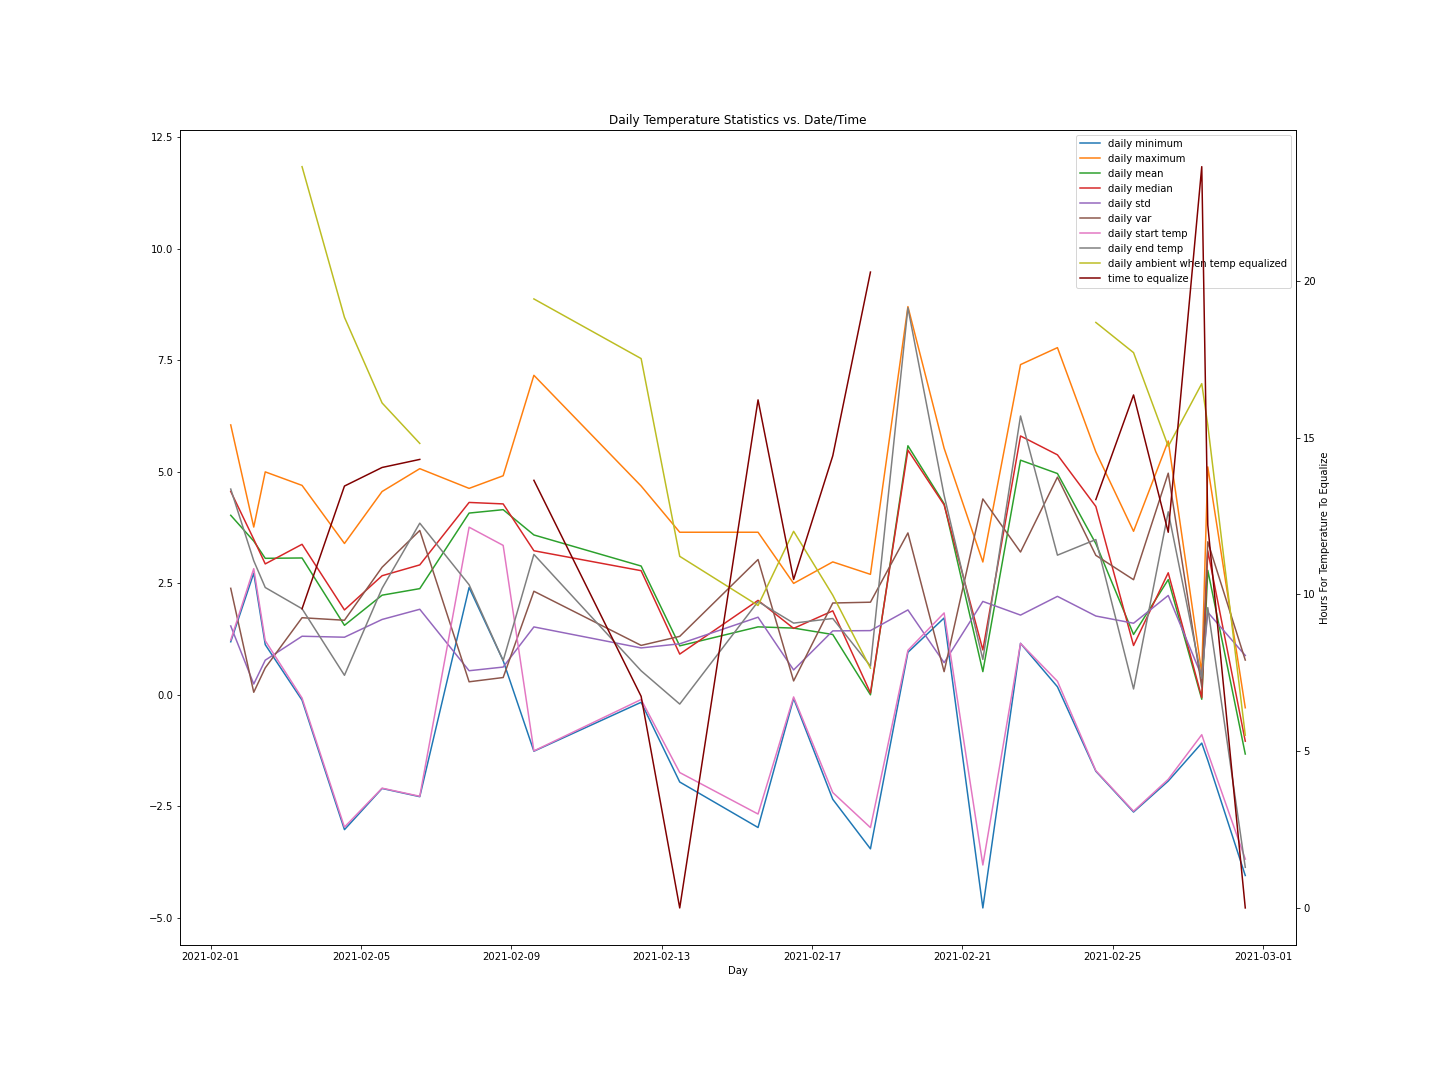 Daily Temperature Statistics vs. Date/Time
12.5
10.0
7.5
5.0
2.5
0.0
−2.5
−5.0
daily minimum
daily maximum
daily mean
daily median
daily std
daily var
daily start temp
daily end temp
daily ambient when temp equalized
time to equalize
20
15
10
5
0
Hours For Temperature To Equalize
2021-02-01 2021-02-05 2021-02-09 2021-02-13 2021-02-17 2021-02-21 2021-02-25 2021-03-01
Day